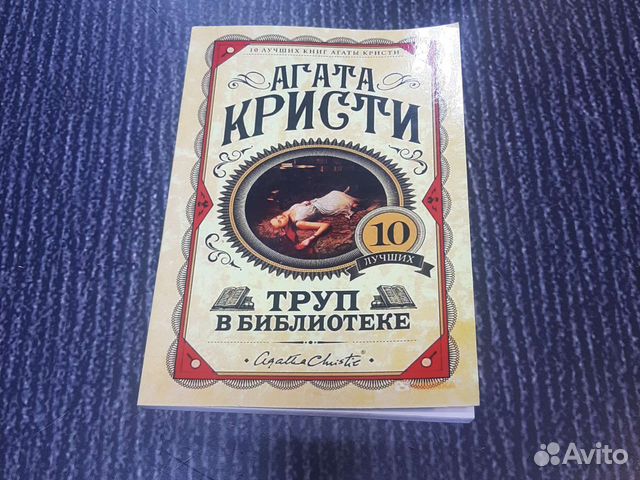 10 ЛУЧШИХ КНИГ АГАТЫ КРИСТИ
АГАТА
КРИСТИ
10
ЛУЧШИХ
ТРУП
В БИБЛИОТЕКЕ
Agatha Christie
Avito